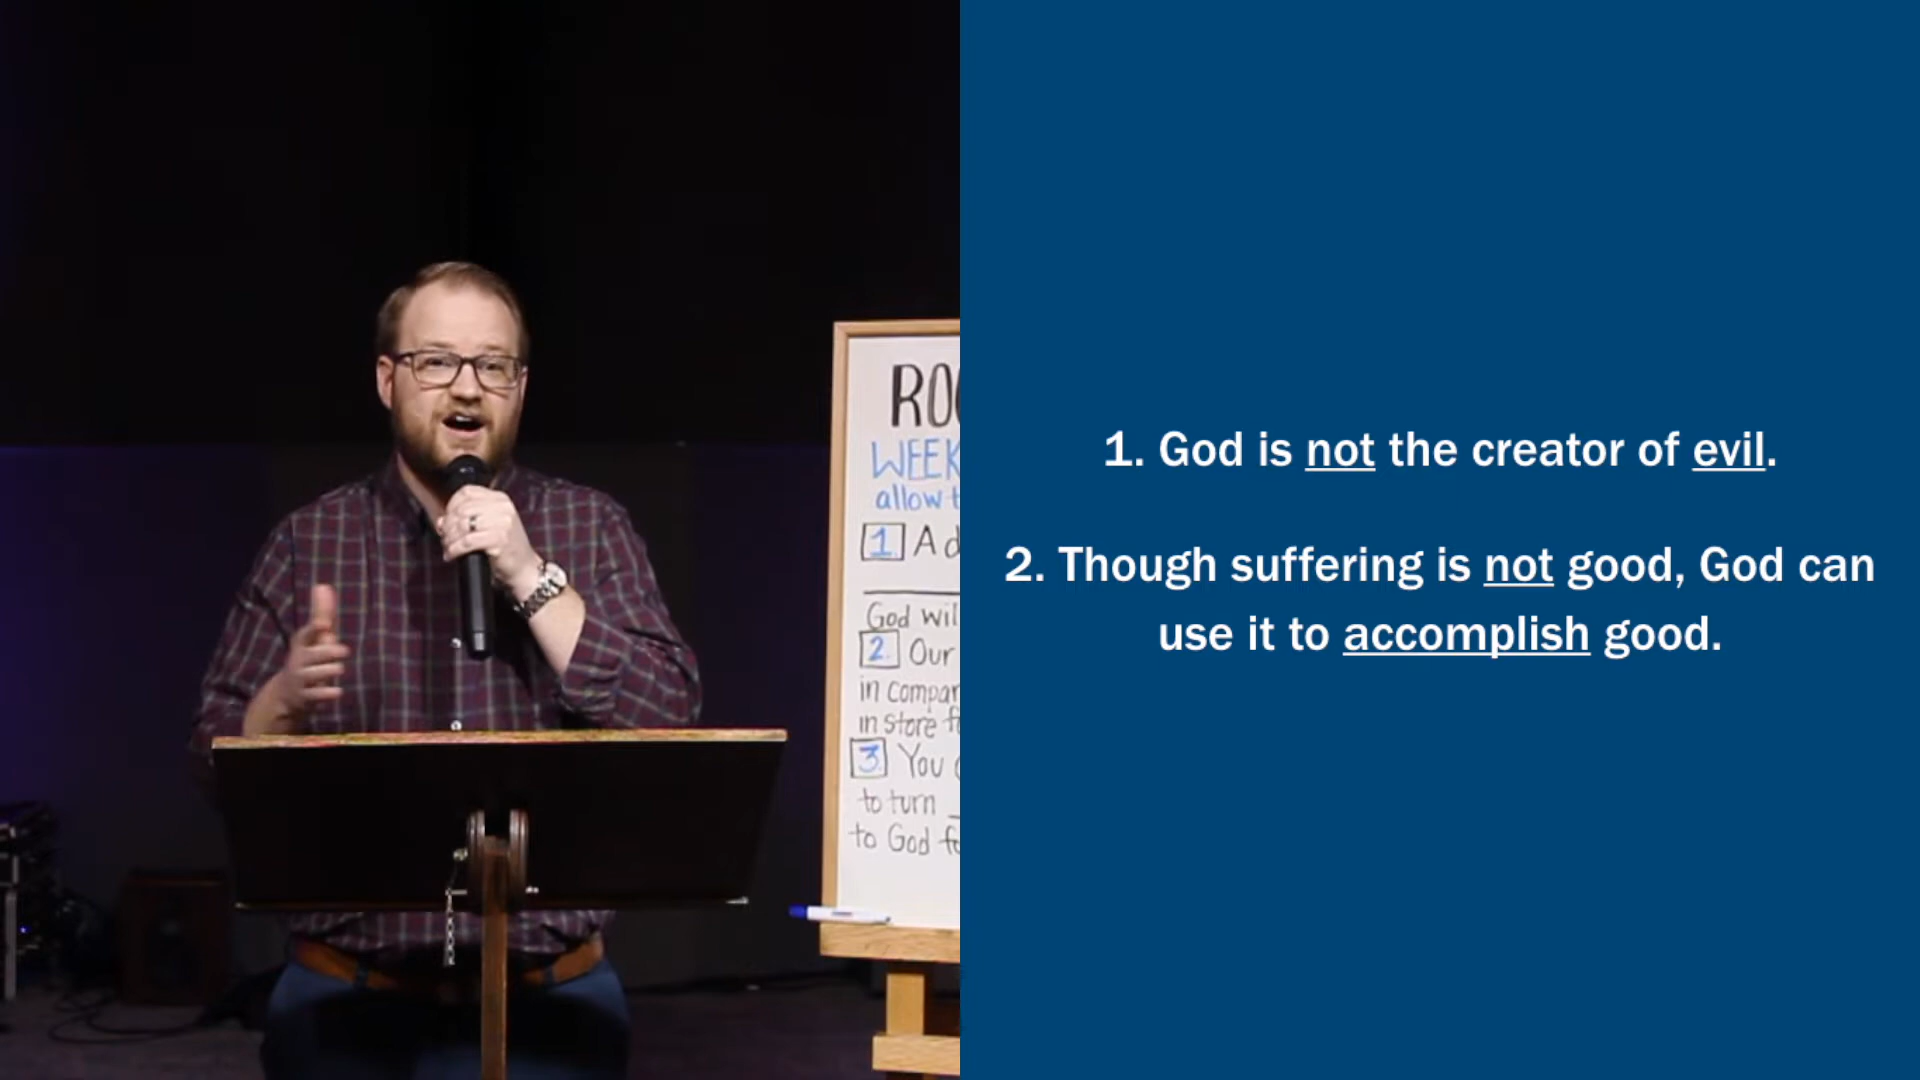 RO
WEEK
allow t
1. A d
God wil
2. Our
in compar
in store f
3. You
to turn
to God f
1. God is not the creator of evil.
2. Though suffering is not good, God can
use it to accomplish good.